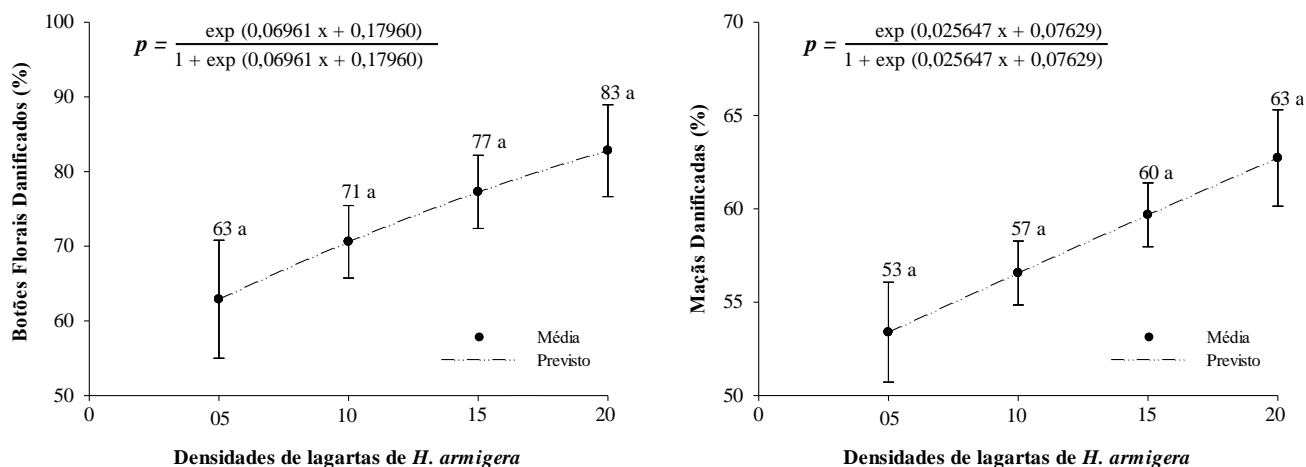 100
90
80
70
60
50
Botões Florais Danificados (%)
p = exp (0,06961 x + 0,17960)
1 + exp (0,06961 x + 0,17960)
63 a
71 a
77 a
83 a
Média
Previsto
0
05
10
15
20
Densidades de lagartas de H. armigera
70
65
60
55
50
Maçãs Danificadas (%)
p = exp (0,025647 x + 0,07629)
1 + exp (0,025647 x + 0,07629)
53 a
57 a
60 a
63 a
Média
Previsto
0
05
10
15
20
Densidades de lagartas de H. armigera